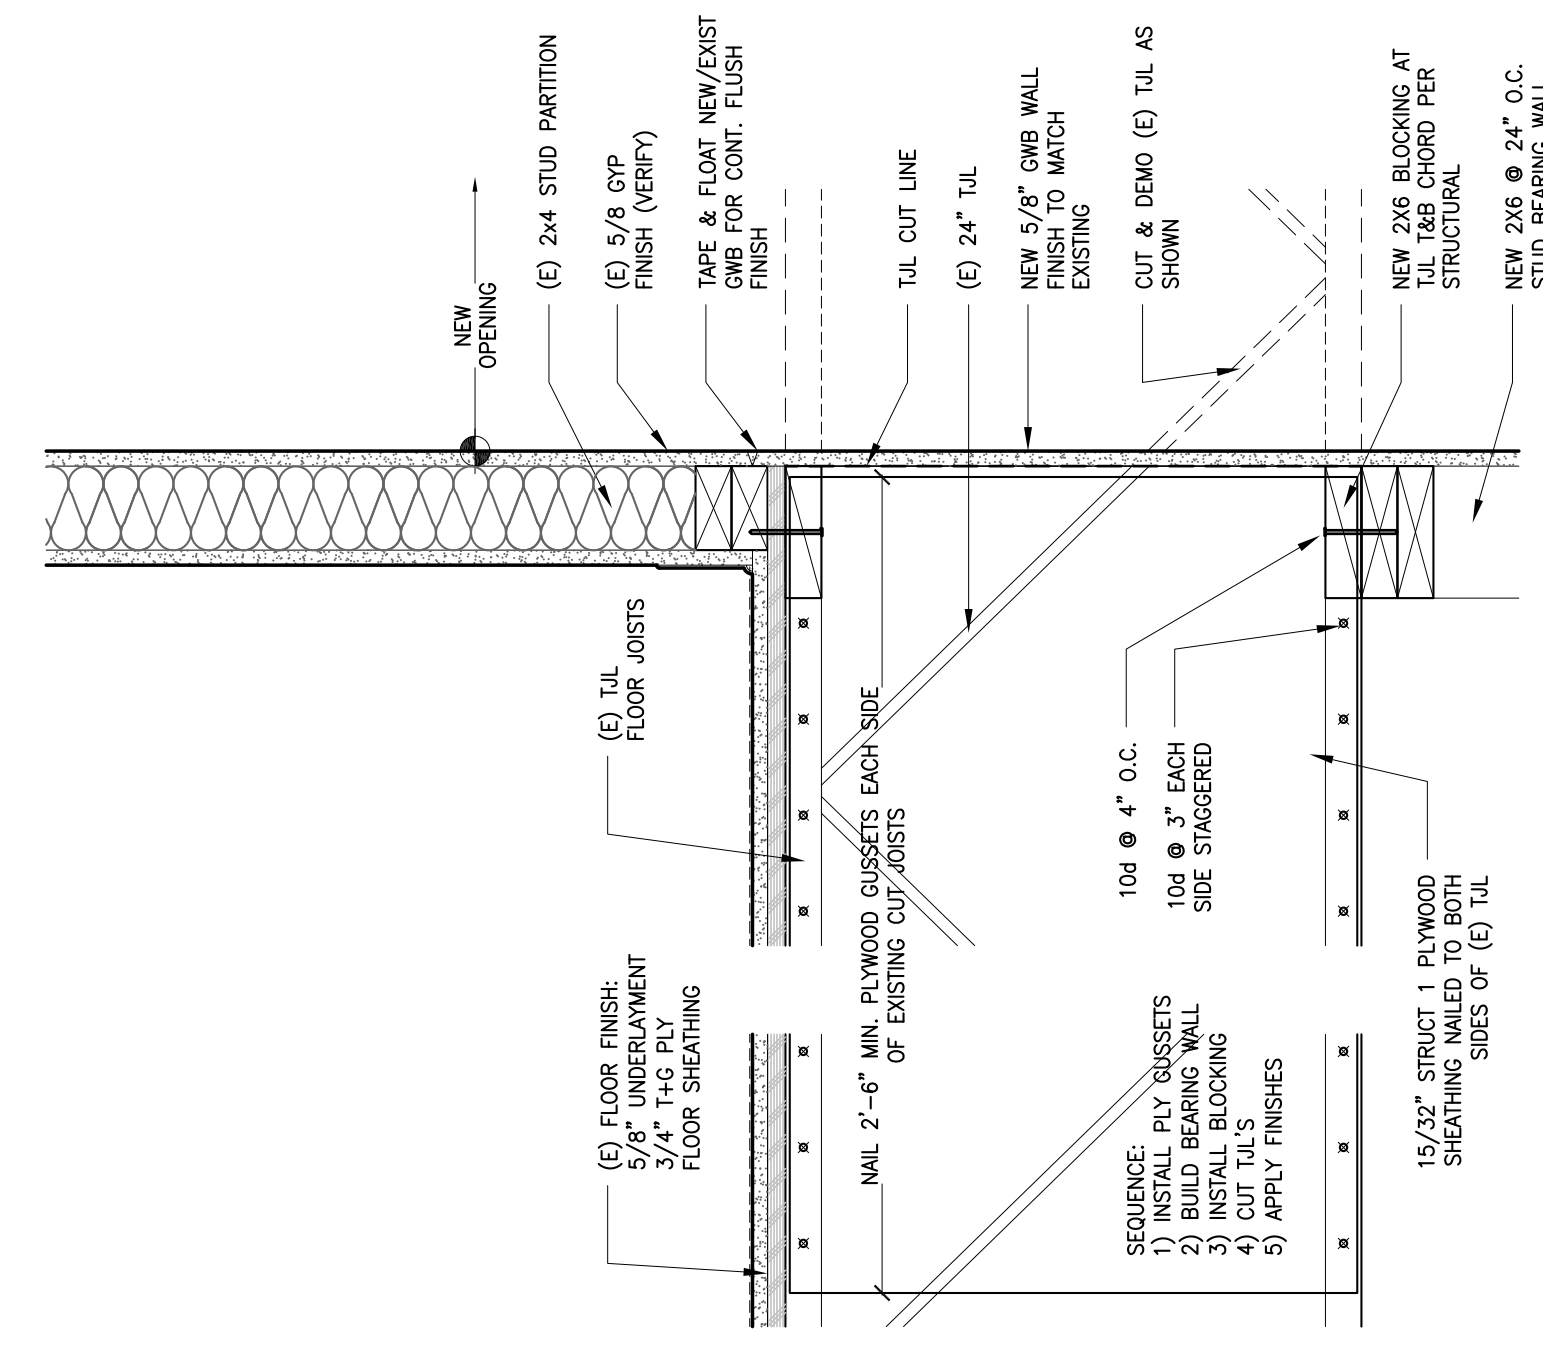 NEW
OPENING
(E) 2x4 STUD PARTITION
(E) 5/8 GYP
FINISH (VERIFY)
TAPE & FLOAT NEW/EXIST
GWB FOR CONT. FLUSH
FINISH
TJL CUT LINE
(E) 24" TJL
NEW 5/8" GWB WALL
FINISH TO MATCH
EXISTING
CUT & DEMO (E) TJL AS
SHOWN
NEW 2X6 BLOCKING AT
TJL T&B CHORD PER
STRUCTURAL
NEW 2X6 @ 24" O.C.
STUD BEARING WALL
(E) TJL
FLOOR JOISTS
(E) FLOOR FINISH:
5/8" UNDERLAYMENT
3/4" T+G PLY
FLOOR SHEATHING
NAIL 2'-6" MIN. PLYWOOD GUSSETS EACH SIDE
OF EXISTING CUT JOISTS
10d @ 4" O.C.
10d @ 3" EACH
SIDE STAGGERED
SEQUENCE:
1) INSTALL PLY GUSSETS
2) BUILD BEARING WALL
3) INSTALL BLOCKING
4) CUT TJL'S
5) APPLY FINISHES
15/32" STRUCT 1 PLYWOOD
SHEATHING NAILED TO BOTH
SIDES OF (E) TJL